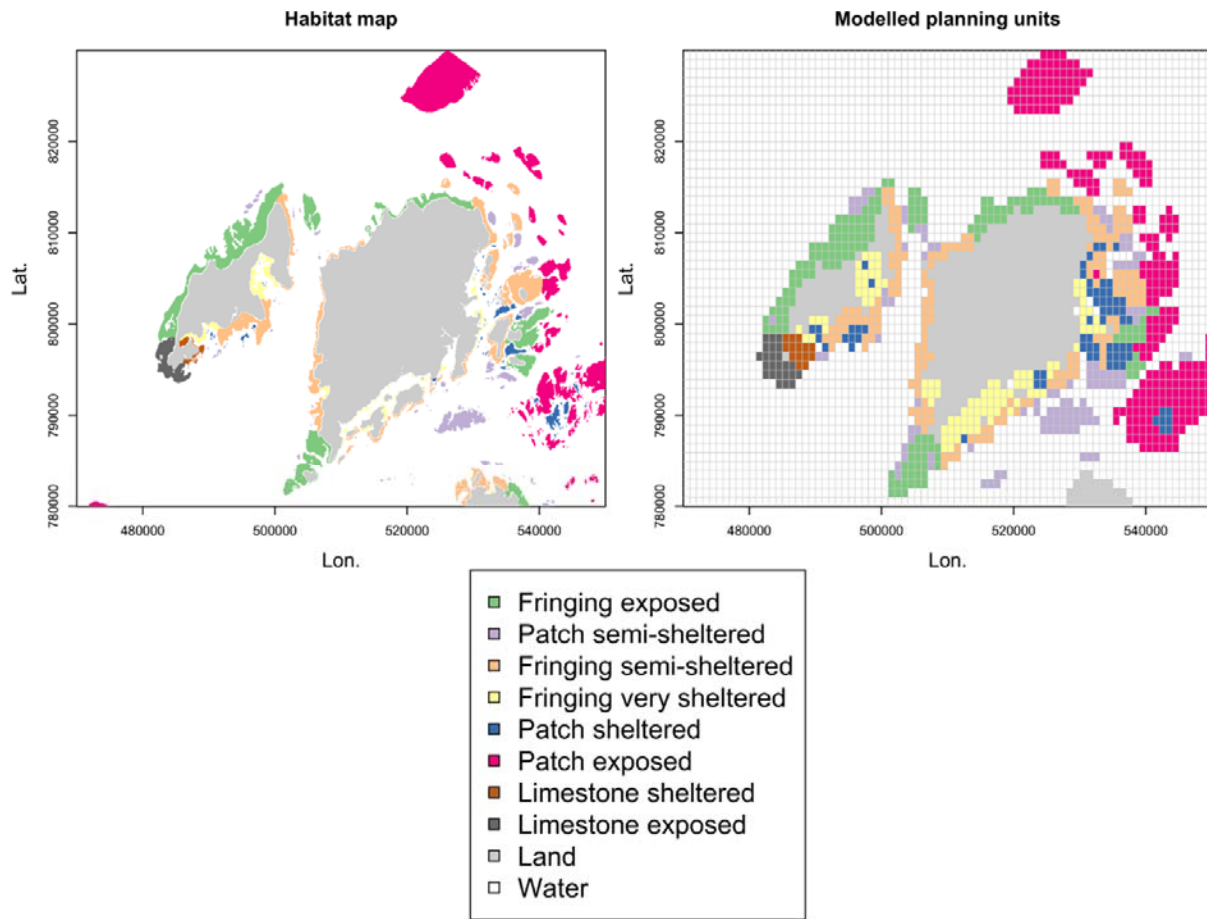 Habitat map
Modelled planning units
Lat.
820000
810000
800000
790000
780000
480000
500000
520000
540000
Lon.
Lat.
820000
810000
800000
790000
780000
480000
500000
520000
540000
Lon.
Fringing exposed
Patch semi-sheltered
Fringing semi-sheltered
Fringing very sheltered
Patch sheltered
Patch exposed
Limestone sheltered
Limestone exposed
Land
Water